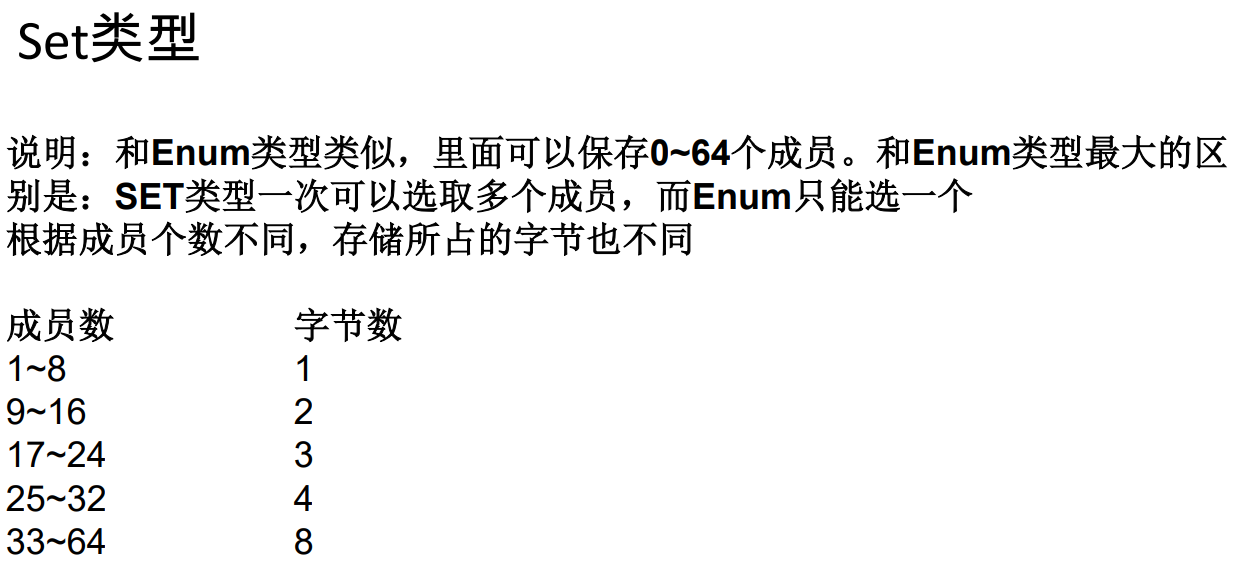 Set类型
说明：和Enum类型类似，里面可以保存0~64个成员。和Enum类型最大的区
别是：SET类型一次可以选取多个成员，而Enum只能选一个
根据成员个数不同，存储所占的字节也不同
成员数 字节数
1~8 1
9~16 2
17~24 3
25~32 4
33~64 8